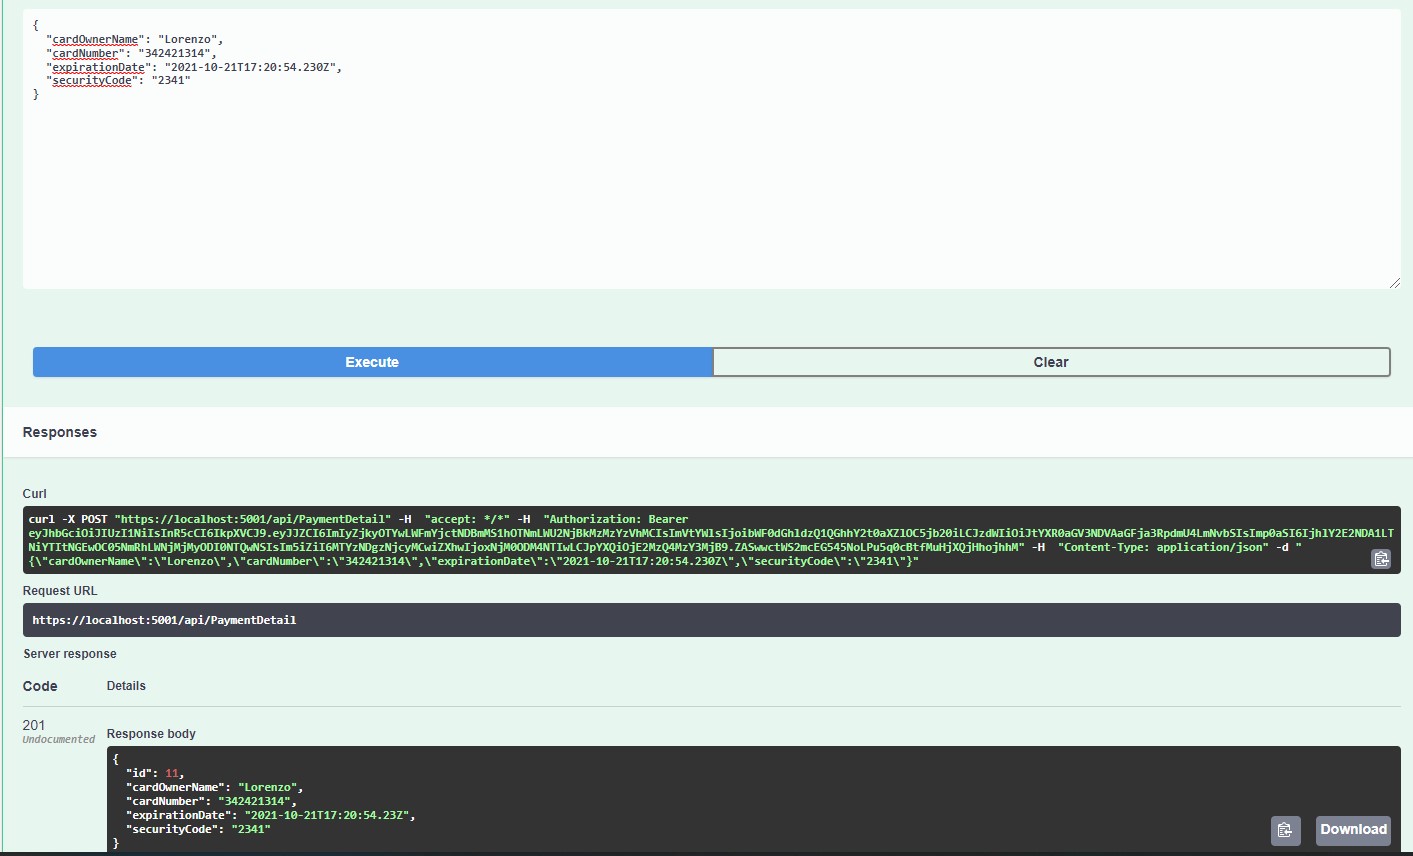 {
"cardOwnerName": "Lorenzo",
"cardNumber": "342421314",
"expirationDate": "2021-10-21T17:20:54.230Z",
"securityCode": "2341"
}
Execute
Clear
Responses
Curl
curl -X POST "https://localhost:5001/api/PaymentDetail" -H  "accept: */*" -H  "Authorization: Bearer
" -H  "Content-Type: application/json" -d "
{\"cardOwnerName\":\"Lorenzo\",\"cardNumber\":\"342421314\",\"expirationDate\":\"2021-10-21T17:20:54.230Z\",\"securityCode\":\"2341\"}"
Request URL
https://localhost:5001/api/PaymentDetail
Server response
Code
Details
201
Undocumented
Response body
{
"id": 11,
"cardOwnerName": "Lorenzo",
"cardNumber": "342421314",
"expirationDate": "2021-10-21T17:20:54.23Z",
"securityCode": "2341"
}
Download